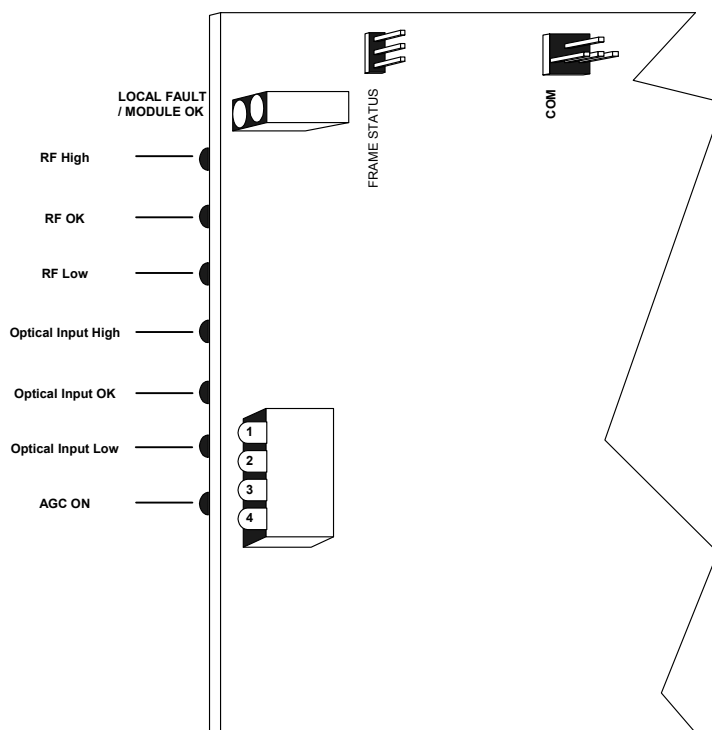 LOCAL FAULT
/ MODULE OK
FRAME STATUS
COM
RF High
RF OK
RF Low
Optical Input High
Optical Input OK
Optical Input Low
AGC ON
1
2
3
4